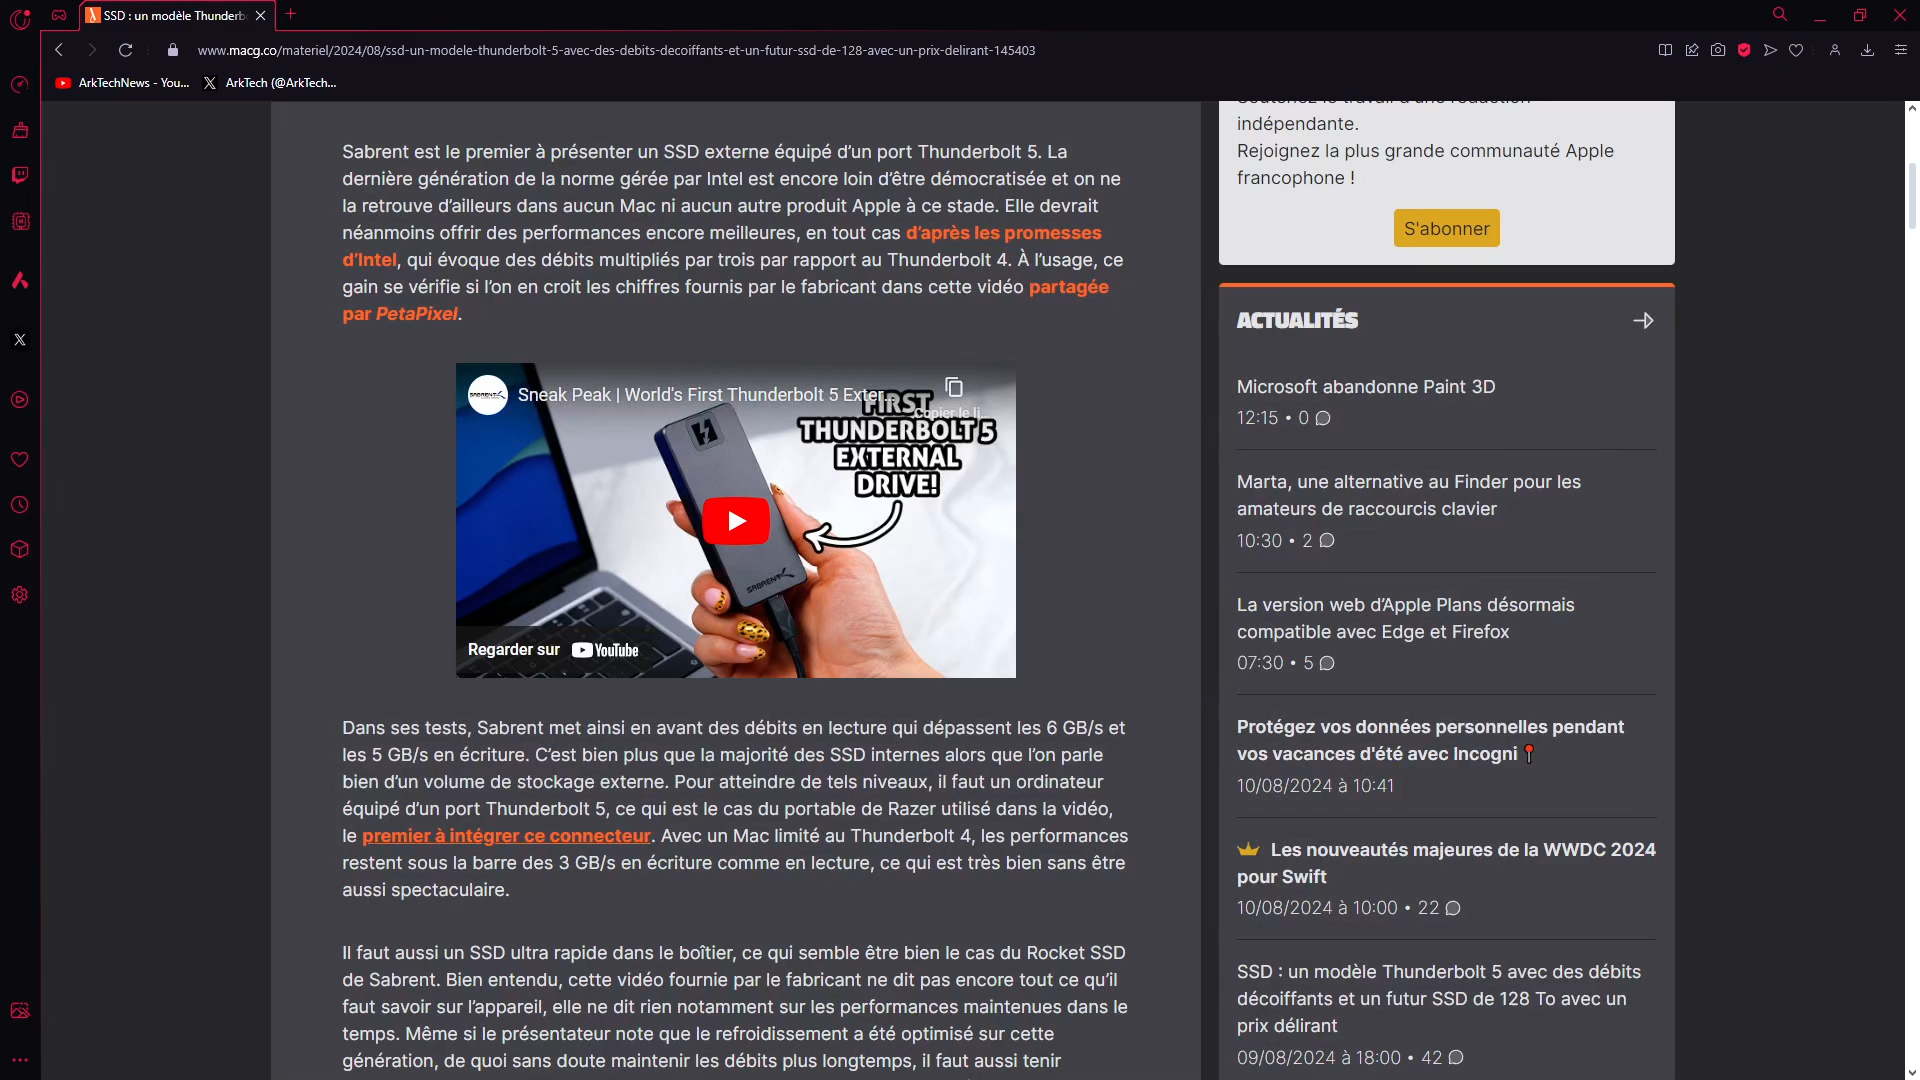 SSD : un modèle Thunderb
www.macg.co/materiel/2024/08/ssd-un-modele-thunderbolt-5-avec-des-debits-decoiffants-et-un-futur-ssd-de-128-avec-un-prix-delirant-145403
ArkTechNews - You...
ArkTech (@ArkTech...
Sabrent est le premier à présenter un SSD externe équipé d’un port Thunderbolt 5. La
dernière génération de la norme gérée par Intel est encore loin d’être démocratisée et on ne
la retrouve d’ailleurs dans aucun Mac ni aucun autre produit Apple à ce stade. Elle devrait
néanmoins offrir des performances encore meilleures, en tout cas d’après les promesses
d’Intel, qui évoque des débits multipliés par trois par rapport au Thunderbolt 4. À l’usage, ce
gain se vérifie si l’on en croit les chiffres fournis par le fabricant dans cette vidéo partagée
par PetaPixel.
SABRENT
Sneak Peak | World's First Thunderbolt 5 Exter...
Copier le li
FIRST
THUNDERBOLT 5
EXTERNAL
DRIVE!
SABRENT
Regarder sur YouTube
Dans ses tests, Sabrent met ainsi en avant des débits en lecture qui dépassent les 6 GB/s et
les 5 GB/s en écriture. C’est bien plus que la majorité des SSD internes alors que l’on parle
bien d’un volume de stockage externe. Pour atteindre de tels niveaux, il faut un ordinateur
équipé d’un port Thunderbolt 5, ce qui est le cas du portable de Razer utilisé dans la vidéo,
le premier à intégrer ce connecteur. Avec un Mac limité au Thunderbolt 4, les performances
restent sous la barre des 3 GB/s en écriture comme en lecture, ce qui est très bien sans être
aussi spectaculaire.
Il faut aussi un SSD ultra rapide dans le boîtier, ce qui semble être bien le cas du Rocket SSD
de Sabrent. Bien entendu, cette vidéo fournie par le fabricant ne dit pas encore tout ce qu’il
faut savoir sur l’appareil, elle ne dit rien notamment sur les performances maintenues dans le
temps. Même si le présentateur note que le refroidissement a été optimisé sur cette
génération, de quoi sans doute maintenir les débits plus longtemps, il faut aussi tenir
Soutenez le travail d'une rédaction
indépendante.
Rejoignez la plus grande communauté Apple
francophone !
S'abonner
ACTUALITÉS
Microsoft abandonne Paint 3D
12:15 • 0
Marta, une alternative au Finder pour les
amateurs de raccourcis clavier
10:30 • 2
La version web d’Apple Plans désormais
compatible avec Edge et Firefox
07:30 • 5
Protégez vos données personnelles pendant
vos vacances d'été avec Incogni
10/08/2024 à 10:41
Les nouveautés majeures de la WWDC 2024
pour Swift
10/08/2024 à 10:00 • 22
SSD : un modèle Thunderbolt 5 avec des débits
décoiffants et un futur SSD de 128 To avec un
prix délirant
09/08/2024 à 18:00 • 42